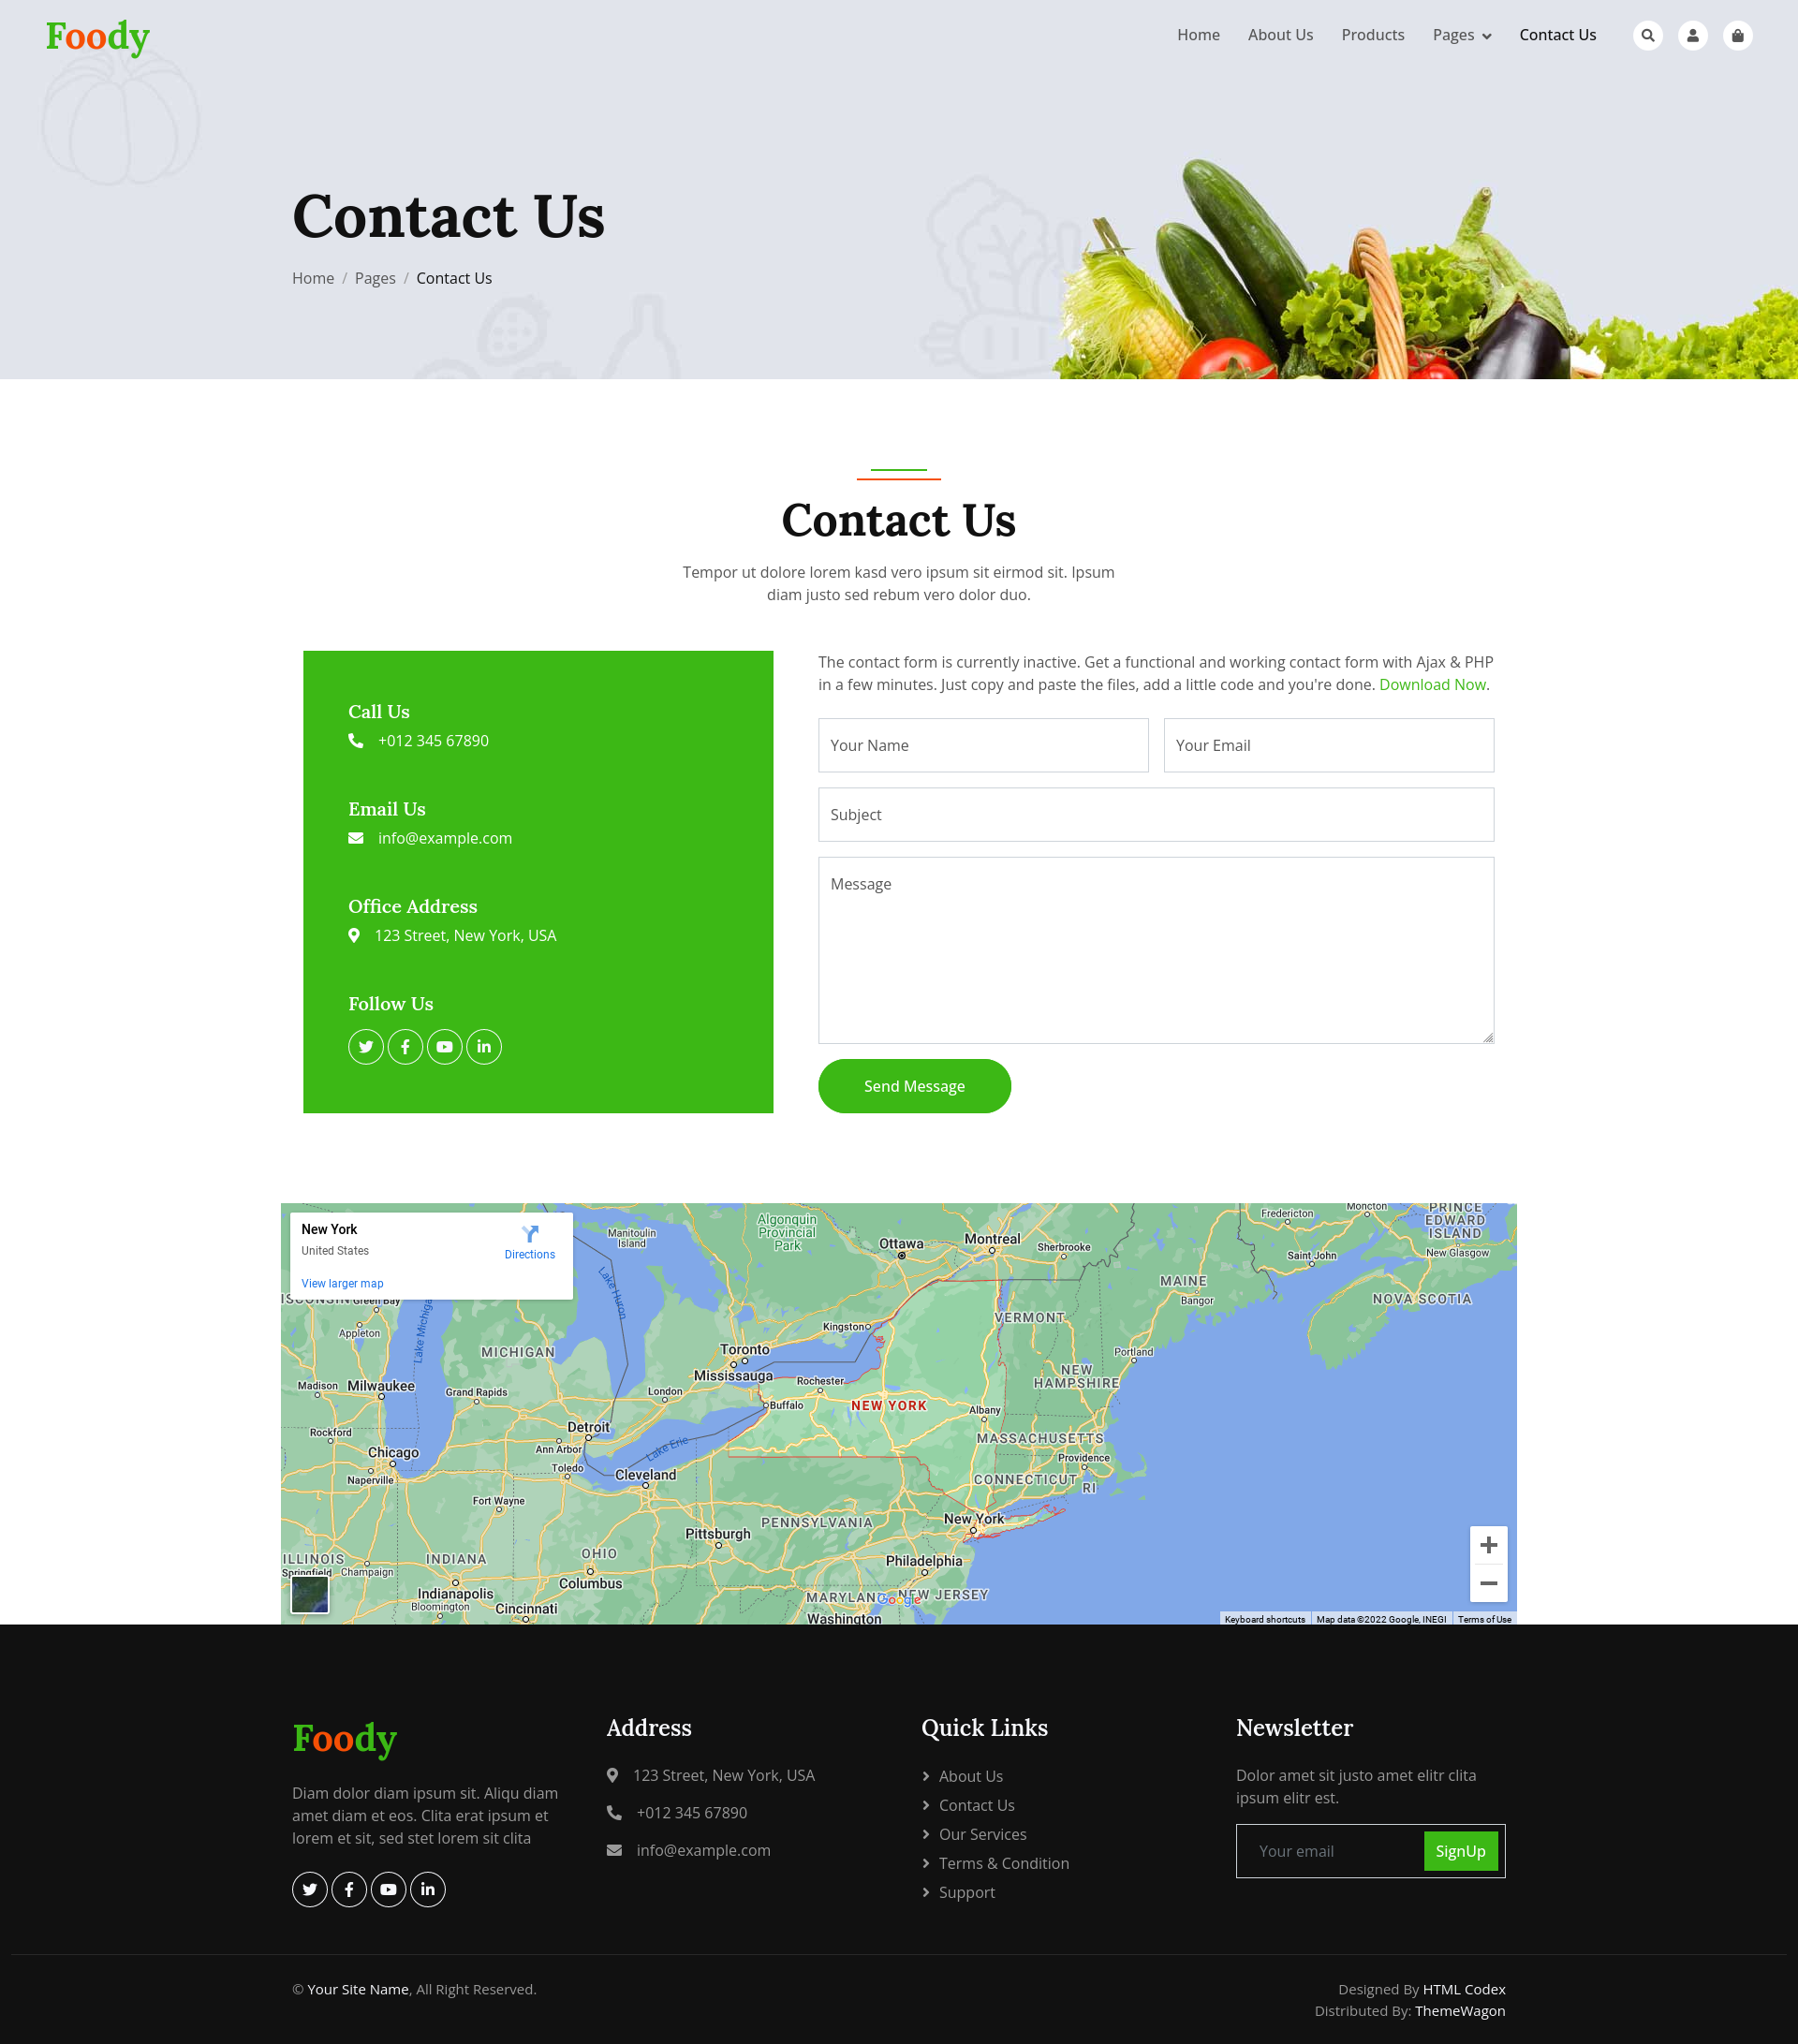 Foody
Home About Us Products Pages Contact Us
Contact Us
Home / Pages / Contact Us
Contact Us
Tempor ut dolore lorem kasd vero ipsum sit eirmod sit. Ipsum
diam justo sed rebum vero dolor duo.
Call Us
+012 345 67890
Email Us
info@example.com
Office Address
123 Street, New York, USA
Follow Us
The contact form is currently inactive. Get a functional and working contact form with Ajax & PHP
in a few minutes. Just copy and paste the files, add a little code and you're done. Download Now.
Your Name
Your Email
Subject
Message
Send Message
New York
United States
Directions
View larger map
Manitoulin
Island
Algonquin
Provincial
Park
Ottawa
Montreal
Sherbrooke
Fredericton
Moncton
PRINCE
EDWARD
ISLAND
New Glasgow
Saint John
MAINE
Bangor
NOVA SCOTIA
Green Bay
Appleton
Lake Michigan
Lake Huron
VERMONT
Kingston
MICHIGAN
Toronto
Mississauga
Portland
NEW
HAMPSHIRE
Madison
Milwaukee
Grand Rapids
London
Rochester
Buffalo
NEW YORK
Albany
Rockford
Detroit
Ann Arbor
Lake Erie
MASSACHUSETTS
Chicago
Naperville
Toledo
Cleveland
Providence
CONNECTICUT
RI
Fort Wayne
PENNSYLVANIA
New York
Pittsburgh
Philadelphia
ILLINOIS
INDIANA
OHIO
Springfield
Champaign
Columbus
Indianapolis
Bloomington
Cincinnati
MARYLAND
NEW JERSEY
Google
Washington
Keyboard shortcuts
Map data ©2022 Google, INEGI
Terms of Use
Foody
Diam dolor diam ipsum sit. Aliqu diam
amet diam et eos. Clita erat ipsum et
lorem et sit, sed stet lorem sit clita
Address
123 Street, New York, USA
+012 345 67890
info@example.com
Quick Links
About Us
Contact Us
Our Services
Terms & Condition
Support
Newsletter
Dolor amet sit justo amet elitr clita
ipsum elitr est.
Your email
SignUp
© Your Site Name, All Right Reserved.
Designed By HTML Codex
Distributed By: ThemeWagon